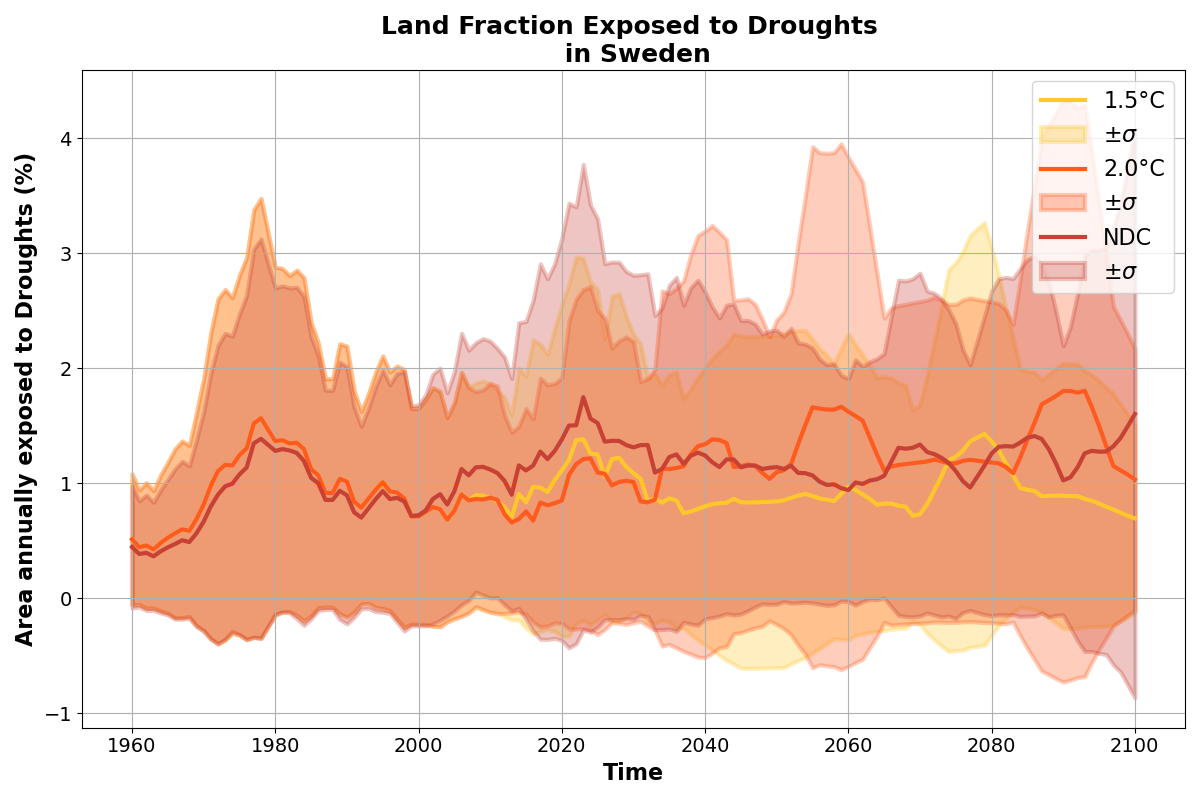 Land Fraction Exposed to Droughts
in Sweden
Area annually exposed to Droughts (%)
4
3
2
1
0
−1
1960 1980 2000 2020 2040 2060 2080 2100
Time
1.5°C
±σ
2.0°C
±σ
NDC
±σ